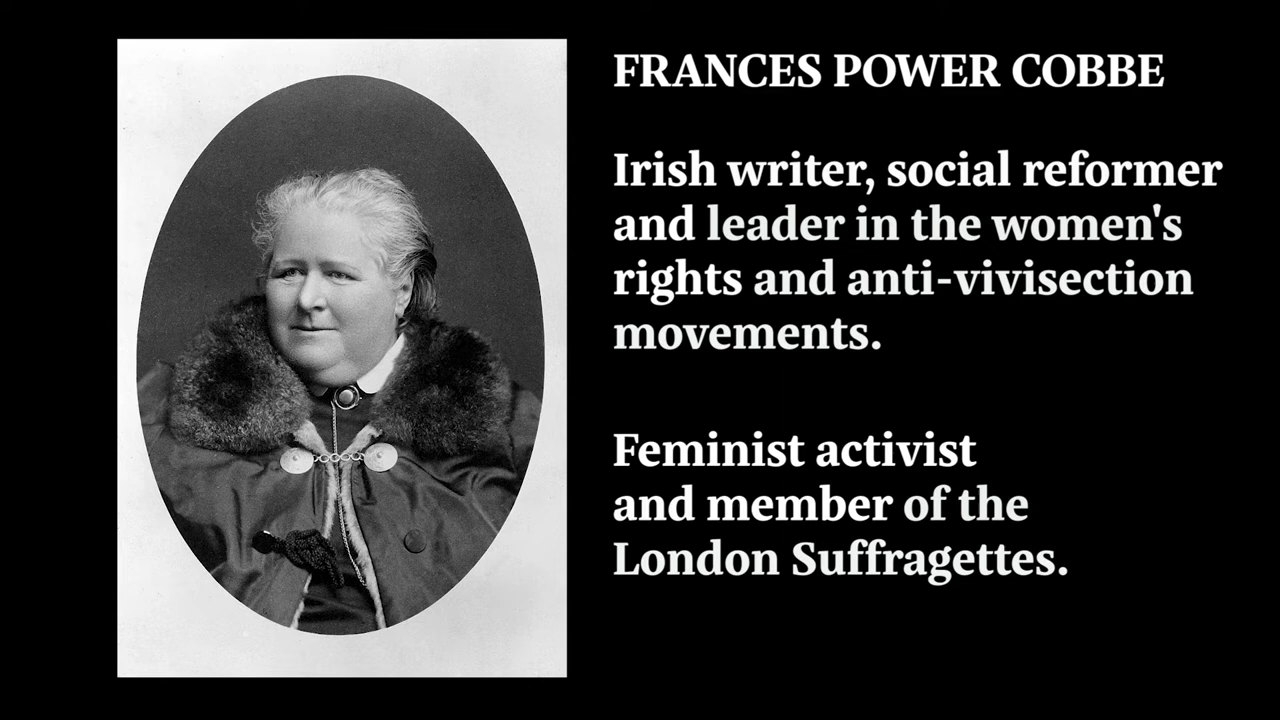 FRANCES POWER COBBE
Irish writer, social reformer
and leader in the women's
rights and anti-vivisection
movements.
Feminist activist
and member of the
London Suffragettes.